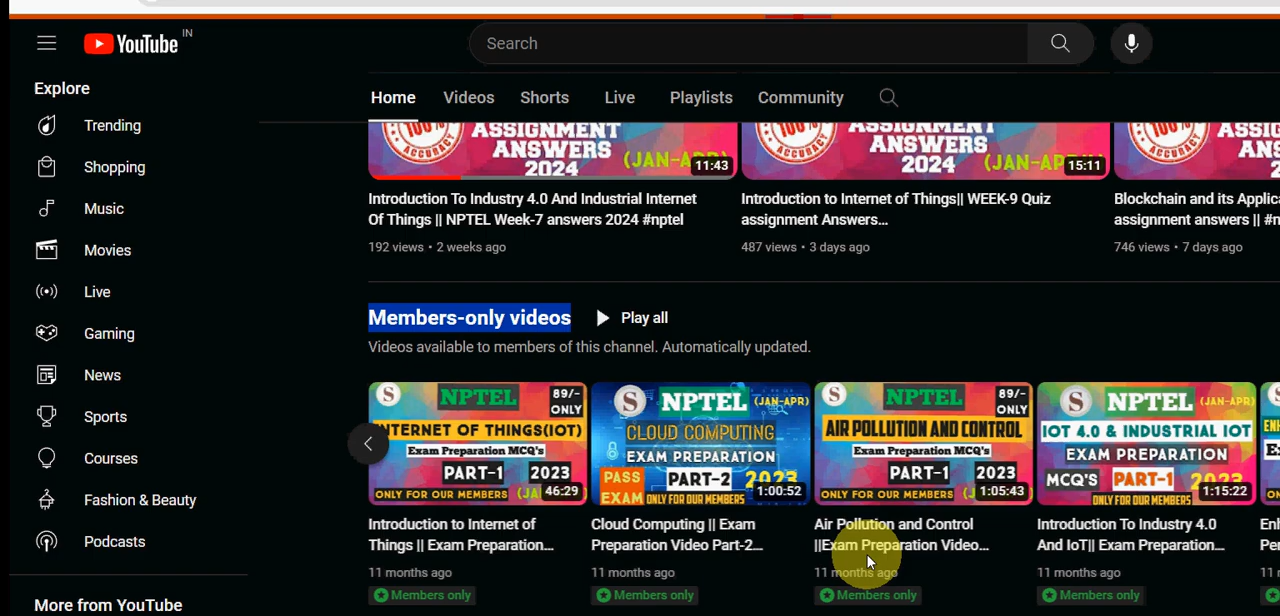 YouTube IN
Search
Explore
Trending
Shopping
Music
Movies
Live
Gaming
News
Sports
Courses
Fashion & Beauty
Podcasts
More from YouTube
Home Videos Shorts Live Playlists Community
100% ACCURACY
ASSIGNMENT
ANSWERS
2024
11:43
Introduction To Industry 4.0 And Industrial Internet
Of Things || NPTEL Week-7 answers 2024 #nptel
192 views • 2 weeks ago
100% ACCURACY
ASSIGNMENT
ANSWERS
2024
15:11
Introduction to Internet of Things|| WEEK-9 Quiz
assignment Answers...
487 views • 3 days ago
746 views • 7 days ago
Members-only videos Play all
Videos available to members of this channel. Automatically updated.
S NPTEL 89/- ONLY
INTERNET OF THINGS(IOT)
Exam Preparation MCQ's
PART-1 2023
ONLY FOR OUR MEMBERS
46:29
Introduction to Internet of
Things || Exam Preparation...
11 months ago
Members only
S NPTEL (JAN-APR)
CLOUD COMPUTING
EXAM PREPARATION
PASS EXAM PART-2 2023
ONLY FOR OUR MEMBERS
1:00:52
Cloud Computing || Exam
Preparation Video Part-2...
11 months ago
Members only
S NPTEL 89/- ONLY
AIR POLLUTION AND CONTROL
Exam Preparation MCQ's
PART-1 2023
ONLY FOR OUR MEMBERS
1:05:43
Air Pollution and Control
||Exam Preparation Video...
11 months ago
Members only
S NPTEL (JAN-APR)
IOT 4.0 & INDUSTRIAL IOT
EXAM PREPARATION
MCQ'S PART-1 2023
ONLY FOR OUR MEMBERS
1:15:22
Introduction To Industry 4.0
And IoT|| Exam Preparation...
11 months ago
Members only